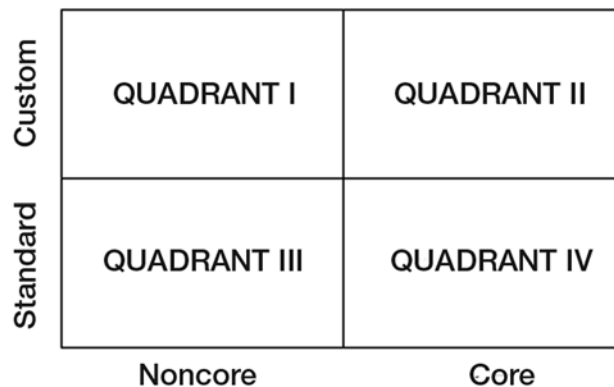 Custom
QUADRANT I
QUADRANT II
Standard
QUADRANT III
QUADRANT IV
Noncore
Core